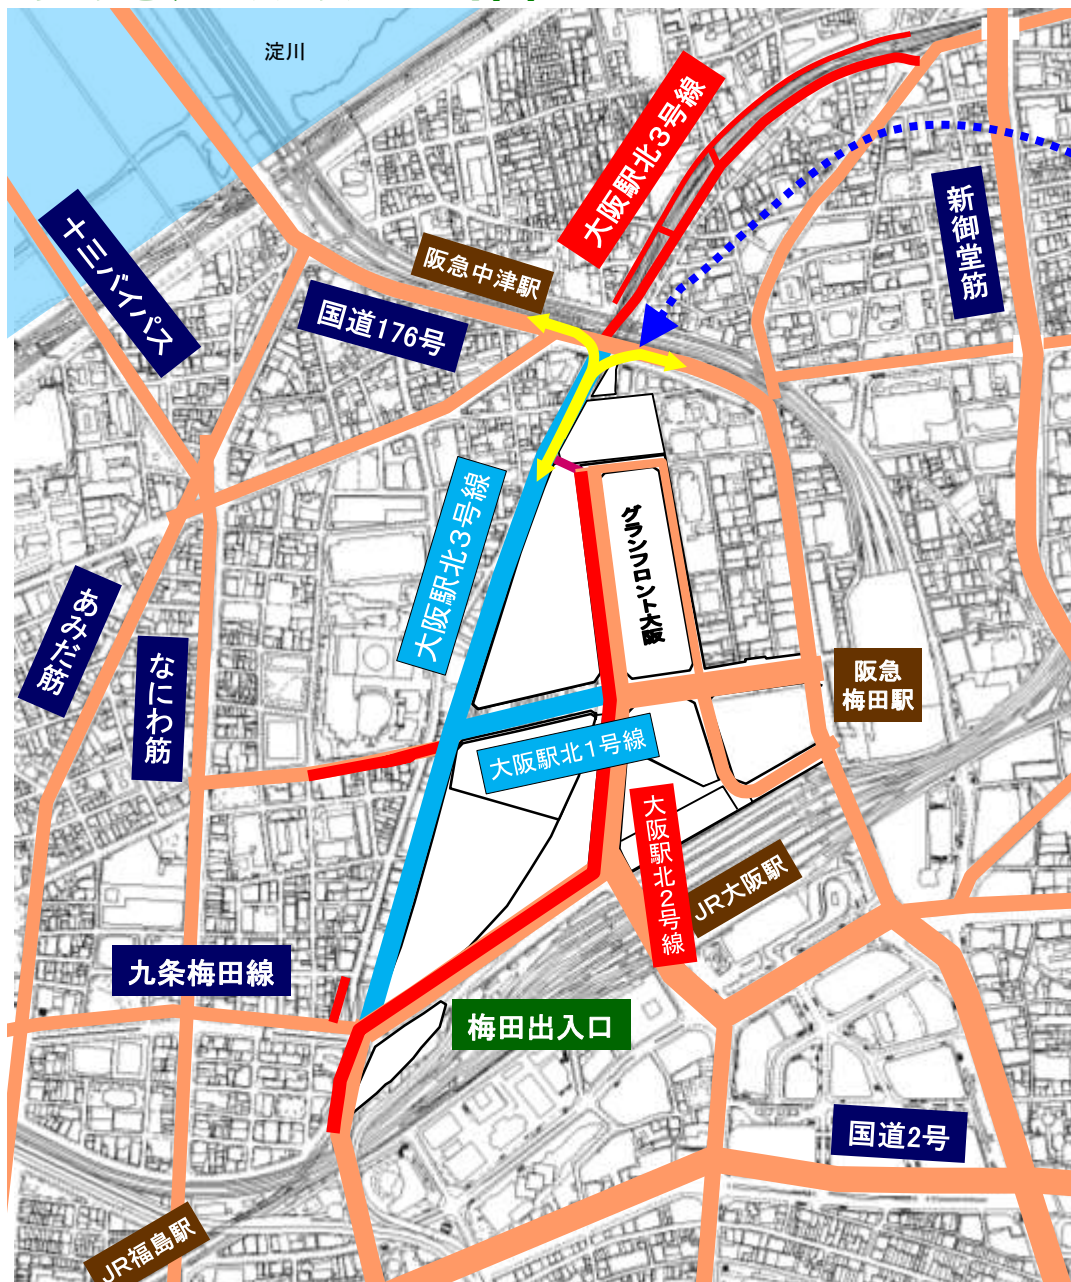 淀川
大阪駅北3号線
十三バイパス
阪急中津駅
新御堂筋
国道176号
大阪駅北3号線
グランフロント大阪
あみだ筋
なにわ筋
阪急
梅田駅
大阪駅北1号線
大阪駅北2号線
JR大阪駅
九条梅田線
梅田出入口
国道2号
JR福島駅